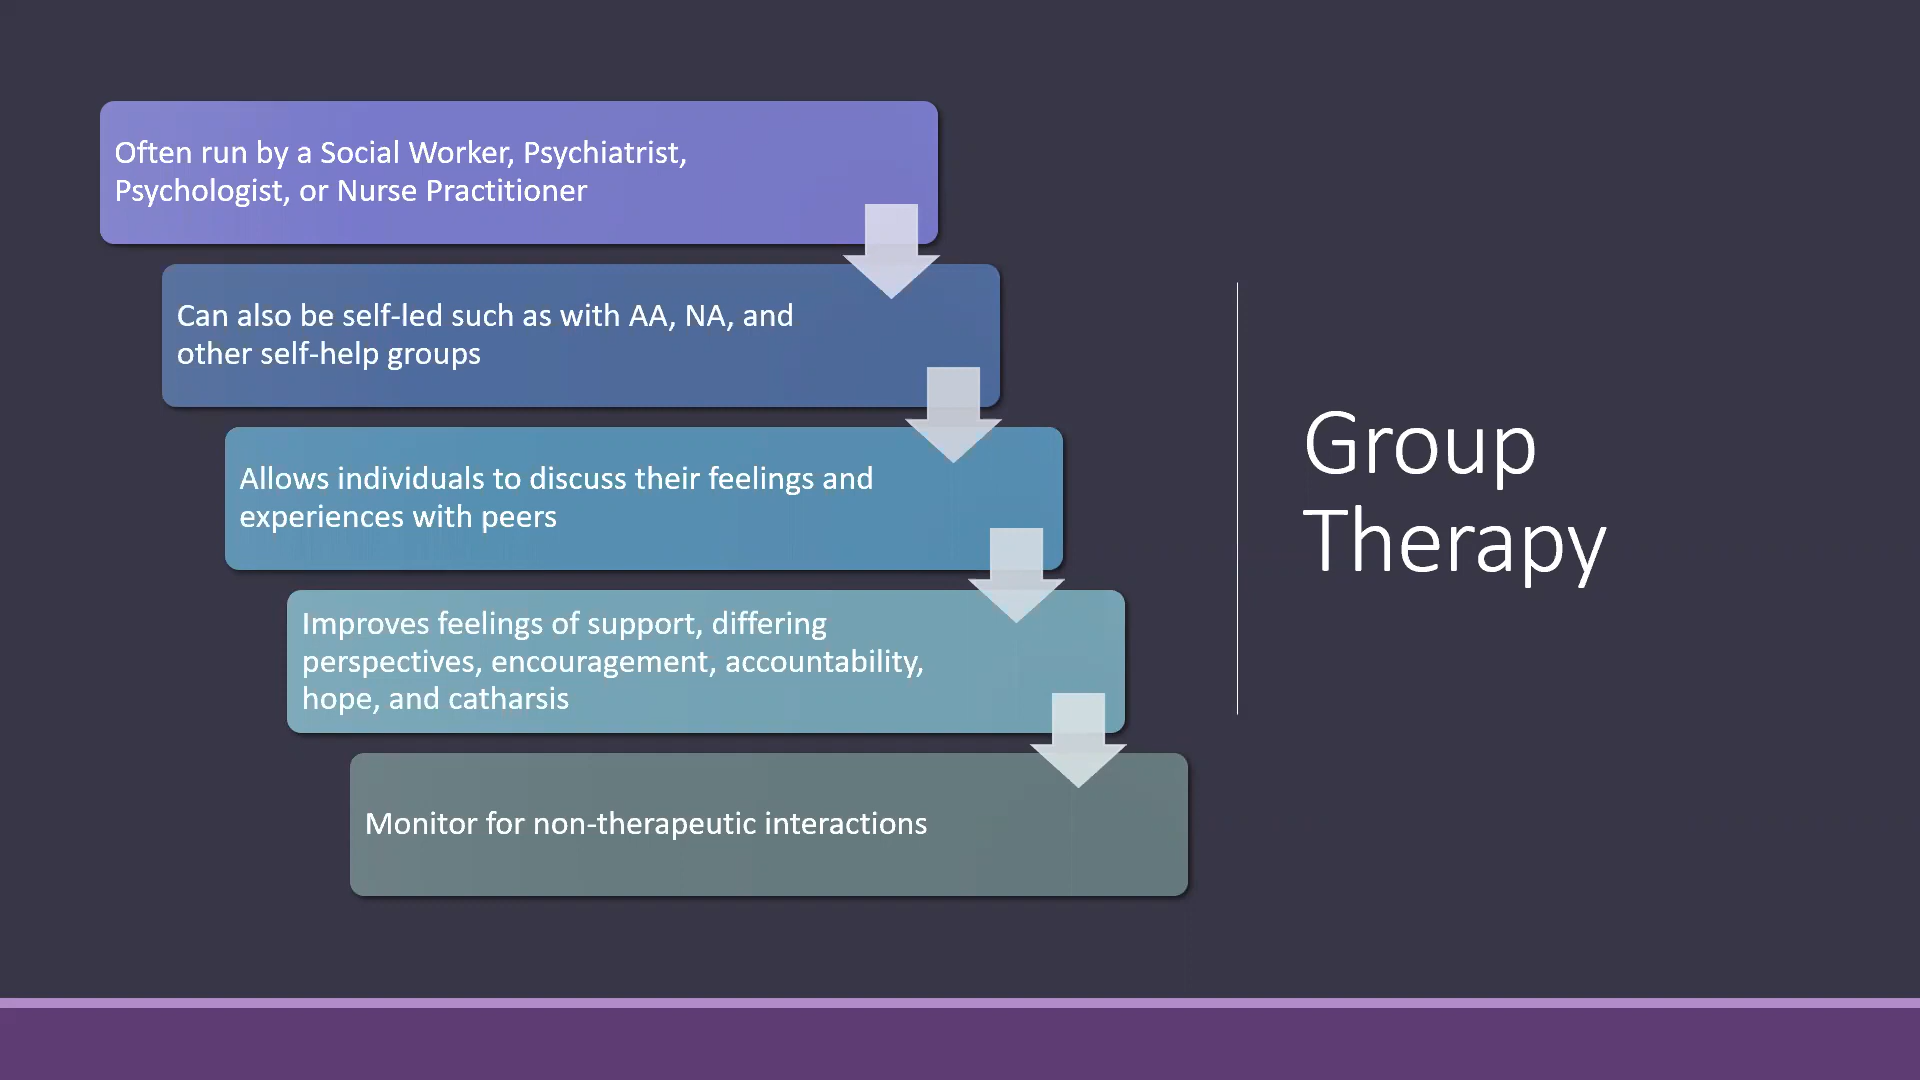 Often run by a Social Worker, Psychiatrist,
Psychologist, or Nurse Practitioner
Can also be self-led such as with AA, NA, and
other self-help groups
Allows individuals to discuss their feelings and
experiences with peers
Improves feelings of support, differing
perspectives, encouragement, accountability,
hope, and catharsis
Monitor for non-therapeutic interactions
Group
Therapy